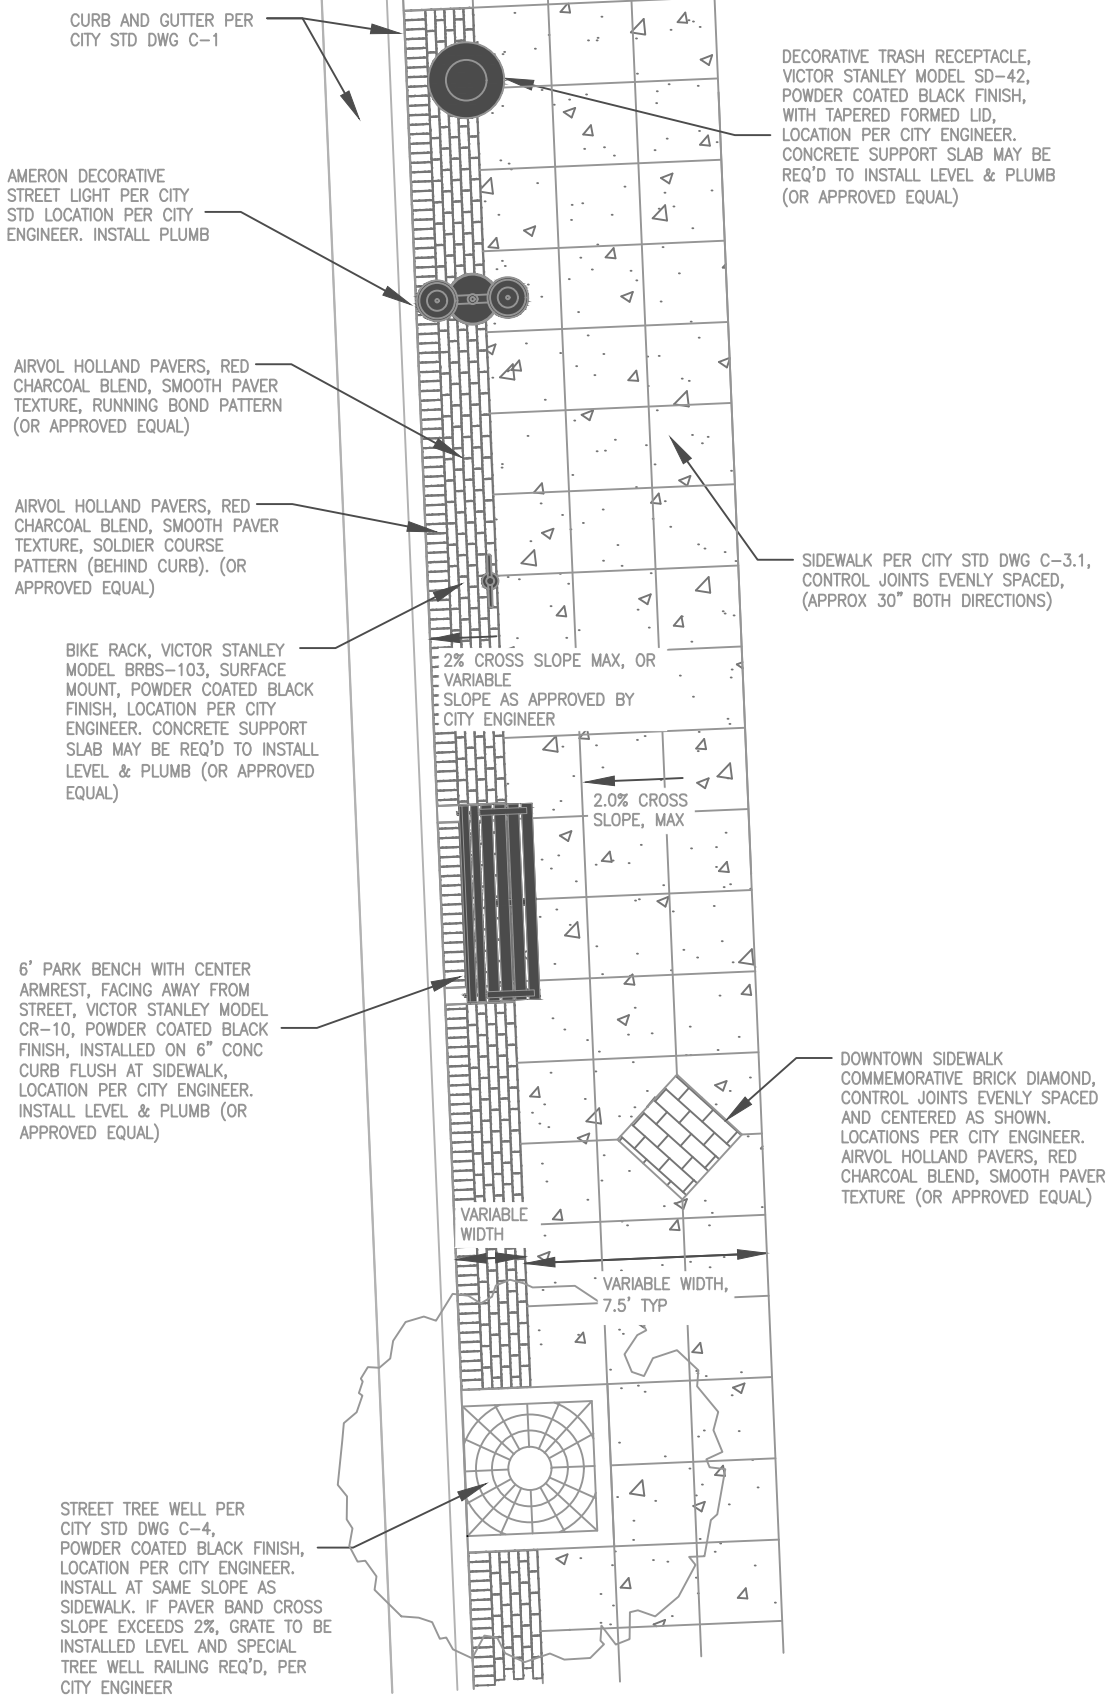 CURB AND GUTTER PER
CITY STD DWG C-1
DECORATIVE TRASH RECEPTACLE,
VICTOR STANLEY MODEL SD-42,
POWDER COATED BLACK FINISH,
WITH TAPERED FORMED LID,
LOCATION PER CITY ENGINEER.
CONCRETE SUPPORT SLAB MAY BE
REQ'D TO INSTALL LEVEL & PLUMB
(OR APPROVED EQUAL)
AMERON DECORATIVE
STREET LIGHT PER CITY
STD LOCATION PER CITY
ENGINEER. INSTALL PLUMB
AIRVOL HOLLAND PAVERS, RED
CHARCOAL BLEND, SMOOTH PAVER
TEXTURE, RUNNING BOND PATTERN
(OR APPROVED EQUAL)
AIRVOL HOLLAND PAVERS, RED
CHARCOAL BLEND, SMOOTH PAVER
TEXTURE, SOLDIER COURSE
PATTERN (BEHIND CURB). (OR
APPROVED EQUAL)
SIDEWALK PER CITY STD DWG C-3.1,
CONTROL JOINTS EVENLY SPACED,
(APPROX 30" BOTH DIRECTIONS)
BIKE RACK, VICTOR STANLEY
MODEL BRBS-103, SURFACE
MOUNT, POWDER COATED BLACK
FINISH, LOCATION PER CITY
ENGINEER. CONCRETE SUPPORT
SLAB MAY BE REQ'D TO INSTALL
LEVEL & PLUMB (OR APPROVED
EQUAL)
2% CROSS SLOPE MAX, OR
VARIABLE
SLOPE AS APPROVED BY
CITY ENGINEER
2.0% CROSS
SLOPE, MAX
6' PARK BENCH WITH CENTER
ARMREST, FACING AWAY FROM
STREET, VICTOR STANLEY MODEL
CR-10, POWDER COATED BLACK
FINISH, INSTALLED ON 6" CONC
CURB FLUSH AT SIDEWALK,
LOCATION PER CITY ENGINEER.
INSTALL LEVEL & PLUMB (OR
APPROVED EQUAL)
DOWNTOWN SIDEWALK
COMMEMORATIVE BRICK DIAMOND,
CONTROL JOINTS EVENLY SPACED
AND CENTERED AS SHOWN.
LOCATIONS PER CITY ENGINEER.
AIRVOL HOLLAND PAVERS, RED
CHARCOAL BLEND, SMOOTH PAVER
TEXTURE (OR APPROVED EQUAL)
VARIABLE
WIDTH
VARIABLE WIDTH,
7.5' TYP
STREET TREE WELL PER
CITY STD DWG C-4,
POWDER COATED BLACK FINISH,
LOCATION PER CITY ENGINEER.
INSTALL AT SAME SLOPE AS
SIDEWALK. IF PAVER BAND CROSS
SLOPE EXCEEDS 2%, GRATE TO BE
INSTALLED LEVEL AND SPECIAL
TREE WELL RAILING REQ'D, PER
CITY ENGINEER